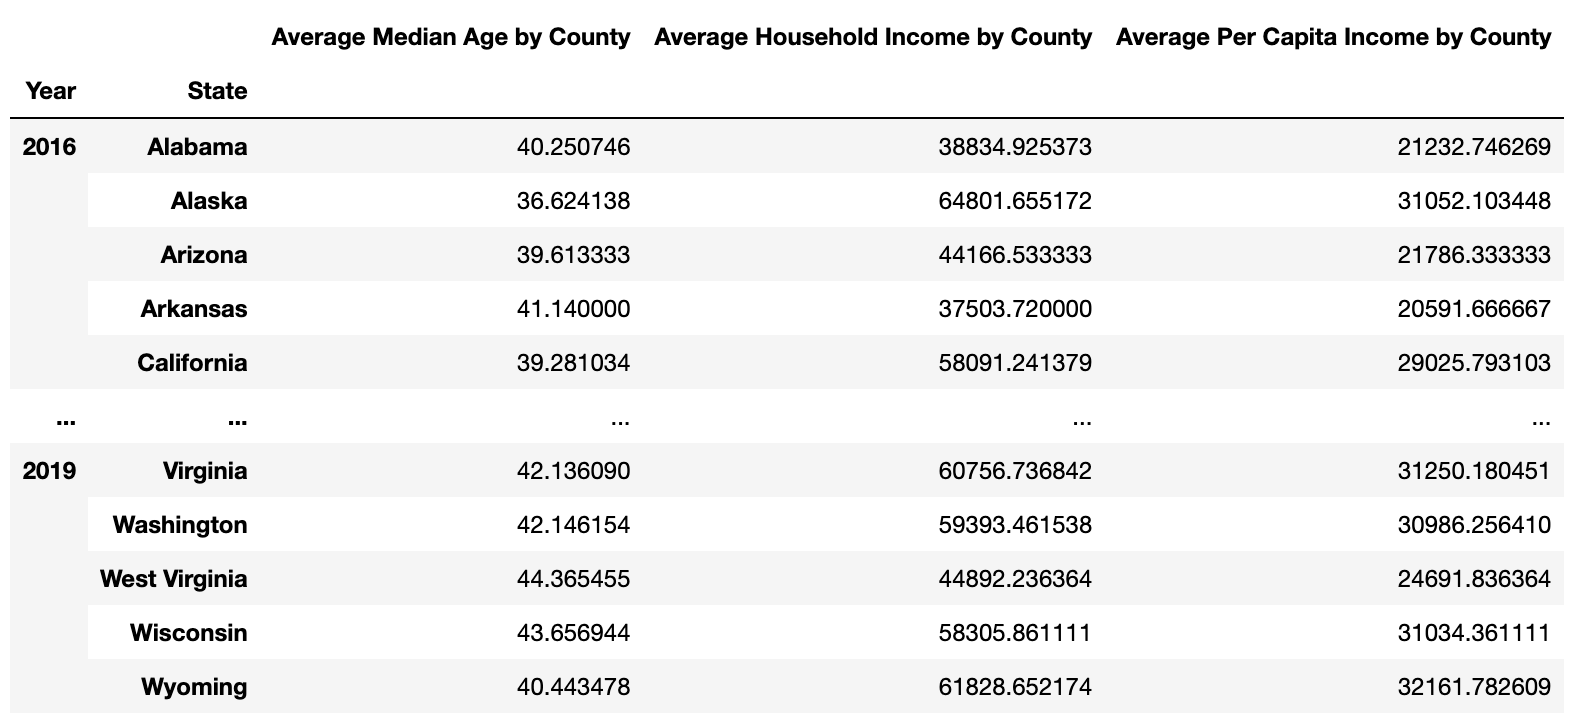 Average Median Age by County Average Household Income by County Average Per Capita Income by County
Year State
2016 Alabama 40.250746 38834.925373 21232.746269
Alaska 36.624138 64801.655172 31052.103448
Arizona 39.613333 44166.533333 21786.333333
Arkansas 41.140000 37503.720000 20591.666667
California 39.281034 58091.241379 29025.793103
... ... ... ... ...
2019 Virginia 42.136090 60756.736842 31250.180451
Washington 42.146154 59393.461538 30986.256410
West Virginia 44.365455 44892.236364 24691.836364
Wisconsin 43.656944 58305.861111 31034.361111
Wyoming 40.443478 61828.652174 32161.782609